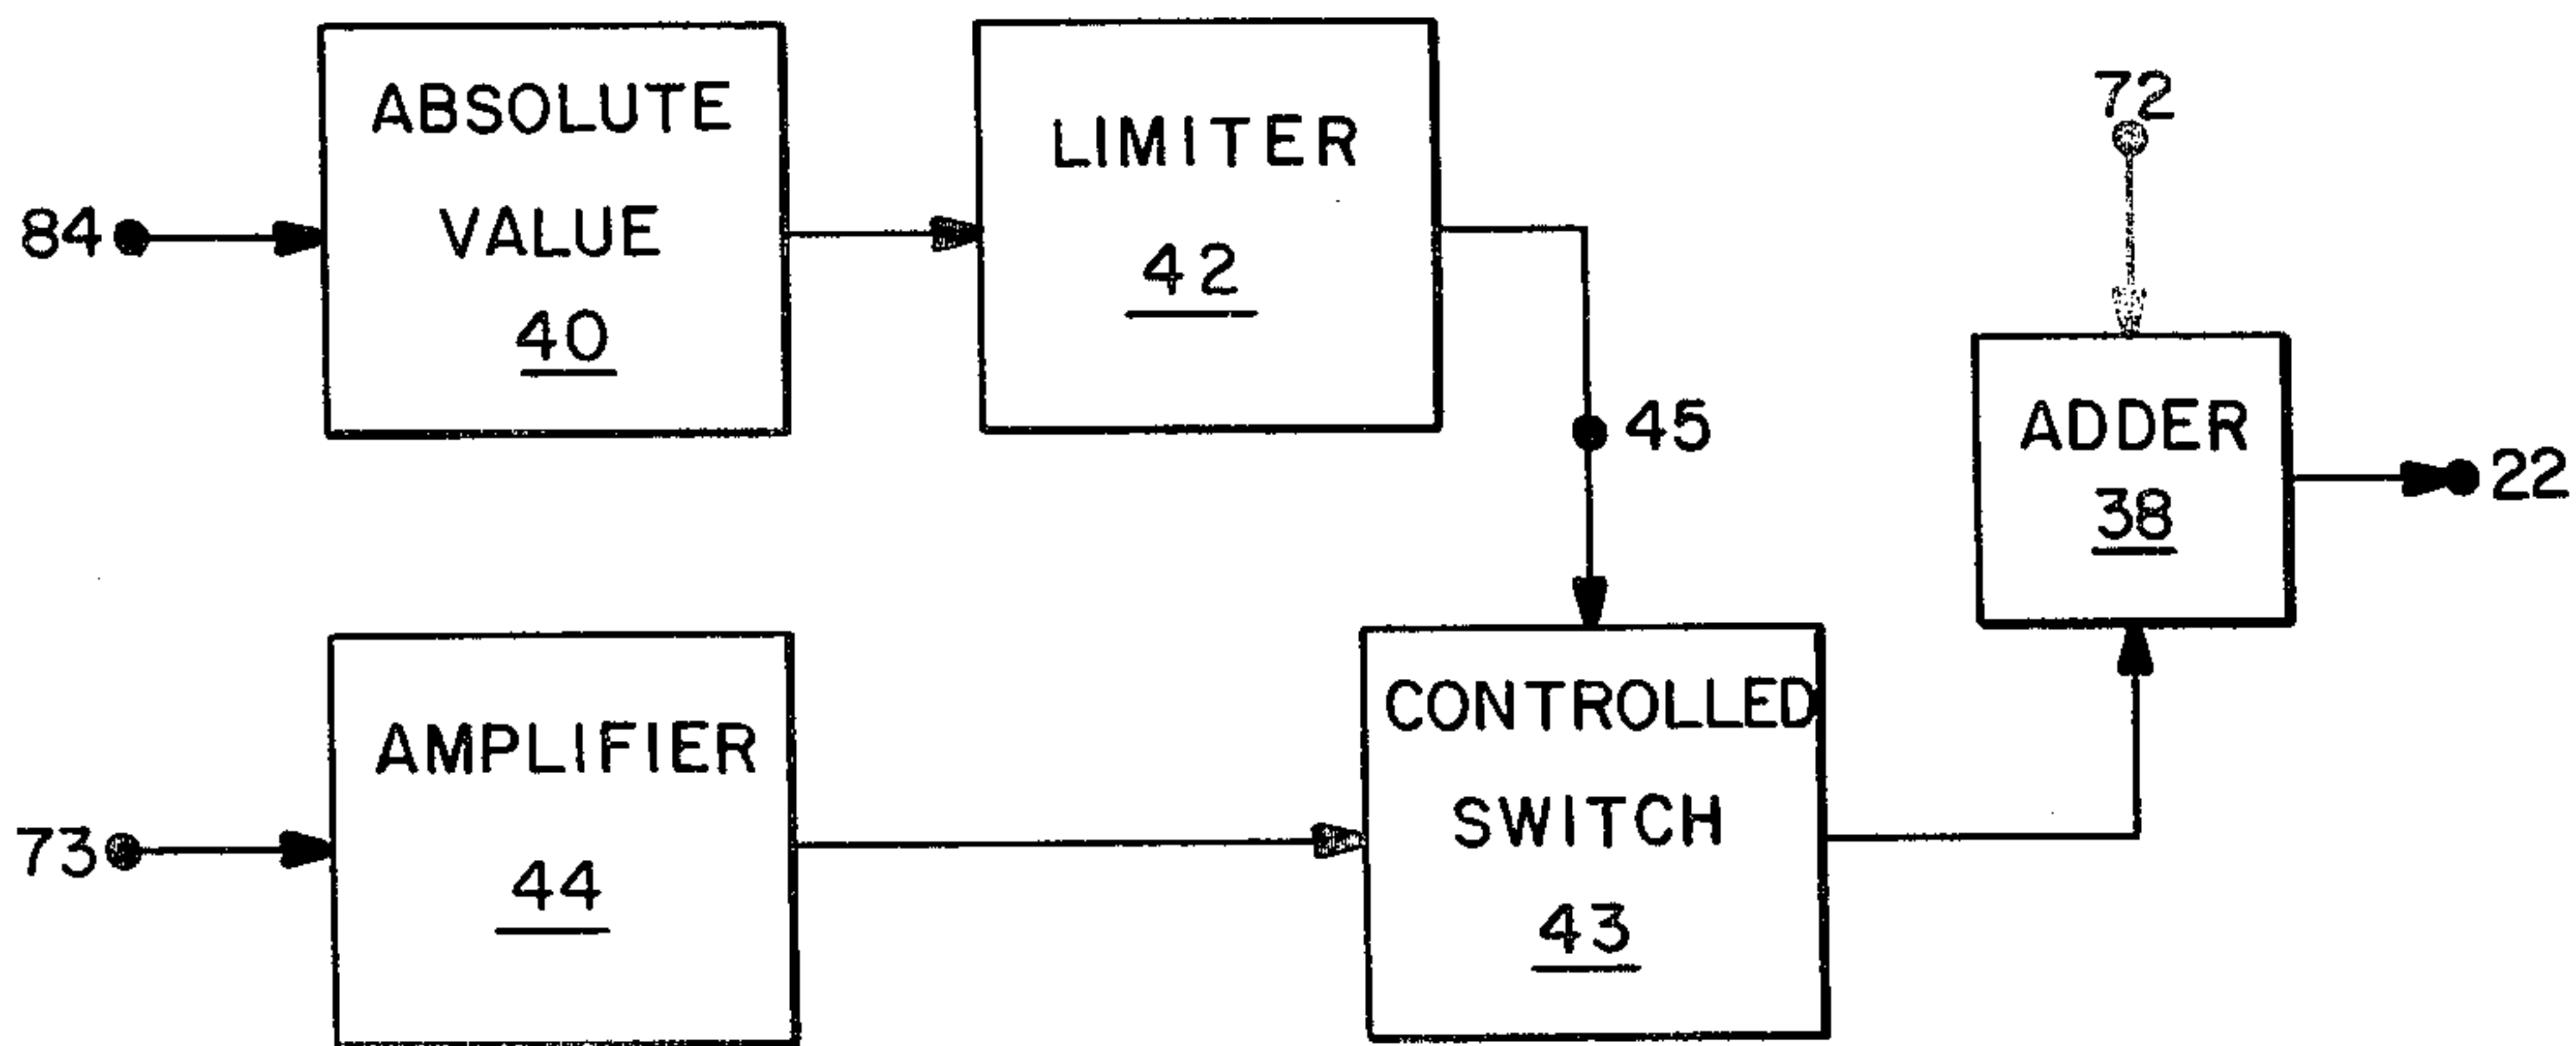 84
ABSOLUTE
VALUE
40
LIMITER
42
45
72
ADDER
38
22
73
AMPLIFIER
44
CONTROLLED
SWITCH
43